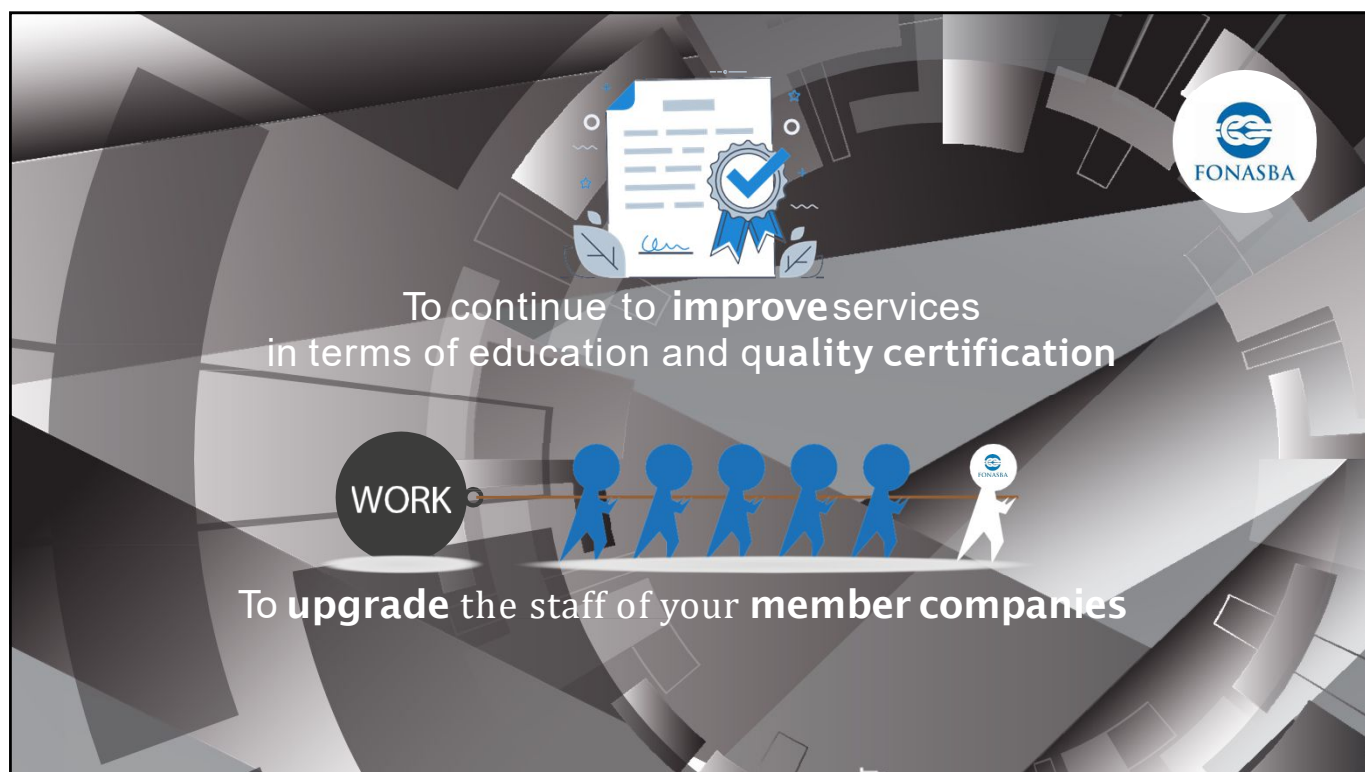 FONASBA
To continue to improve services
in terms of education and quality certification
WORK
FONASBA
To upgrade the staff of your member companies